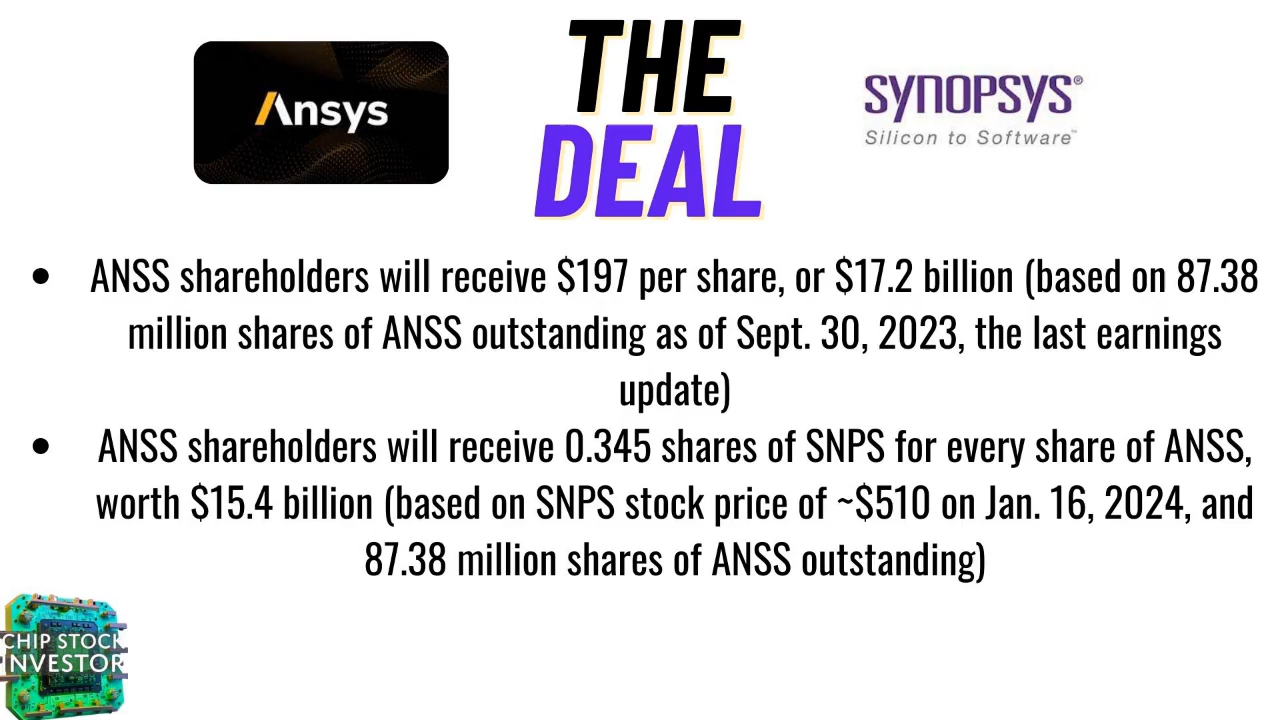 Ansys
THE
DEAL
SYNOPSYS®
Silicon to Software™
• ANSS shareholders will receive $197 per share, or $17.2 billion (based on 87.38
million shares of ANSS outstanding as of Sept. 30, 2023, the last earnings
update)
• ANSS shareholders will receive 0.345 shares of SNPS for every share of ANSS,
worth $15.4 billion (based on SNPS stock price of ~$510 on Jan. 16, 2024, and
87.38 million shares of ANSS outstanding)
CHIP STOCK
INVESTOR